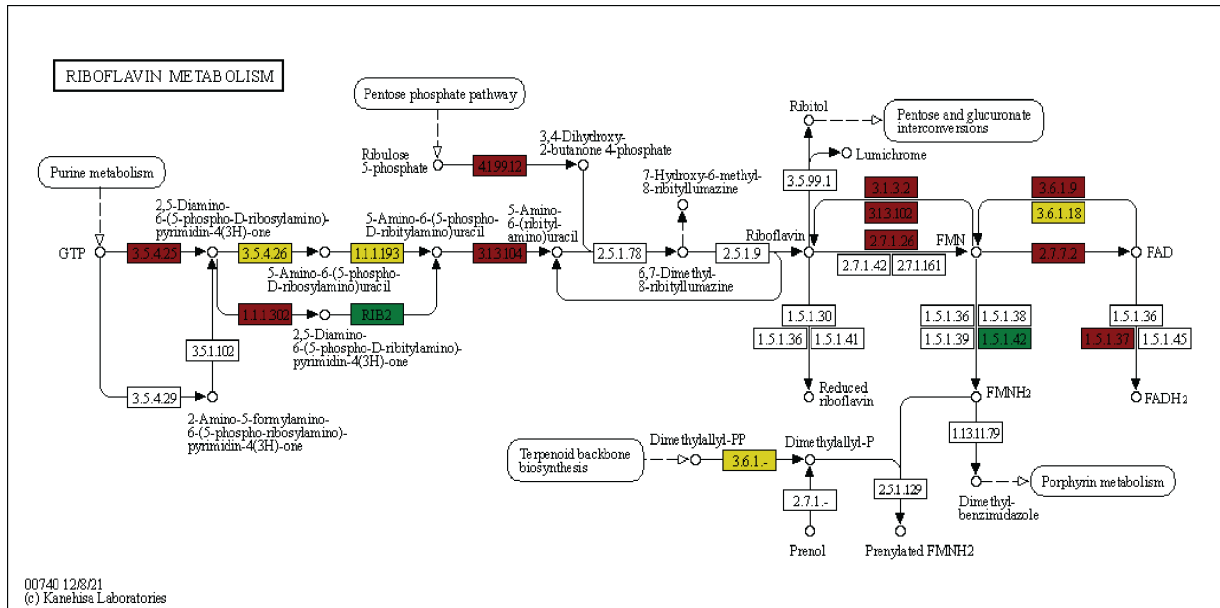 RIBOFLAVIN METABOLISM
Pentose phosphate pathway
Ribitol
Pentose and glucuronate
interconversions
3,4-Dihydroxy-
2-butanone 4-phosphate
Ribulose
5-phosphate
4.1.99.12
Lumichrome
3.5.99.1
Purine metabolism
7-Hydroxy-6-methyl-
8-ribityllumazine
3.1.3.2
3.1.3.102
2.7.1.26
2.7.1.42
2.7.1.161
3.6.1.9
3.6.1.18
2,5-Diamino-
6-(5-phospho-D-ribosylamino)-
pyrimidin-4(3H)-one
5-Amino-6-(5-phospho-
D-ribitylamino)uracil
5-Amino-
6-(ribityl-
amino)uracil
Riboflavin
FMN
GTP
3.5.4.25
3.5.4.26
1.1.1.193
3.1.3.104
2.5.1.78
2.5.1.9
2.7.7.2
FAD
5-Amino-6-(5-phospho-
D-ribosylamino)uracil
6,7-Dimethyl-
8-ribityllumazine
1.1.1.302
RIB2
2,5-Diamino-
6-(5-phospho-D-ribitylamino)-
pyrimidin-4(3H)-one
3.5.1.102
1.5.1.30
1.5.1.36
1.5.1.41
1.5.1.36
1.5.1.38
1.5.1.39
1.5.1.42
1.5.1.36
1.5.1.37
1.5.1.45
3.5.4.29
Reduced
riboflavin
FMNH2
FADH2
2-Amino-5-formylamino-
6-(5-phospho-ribosylamino)-
pyrimidin-4(3H)-one
1.13.11.79
Terpenoid backbone
biosynthesis
Dimethylallyl-PP
3.6.1.-
Dimethylallyl-P
2.7.1.-
2.5.1.129
Porphyrin metabolism
Dimethyl-
benzimidazole
Prenol
Prenylated FMNH2
00740 12/8/21
(c) Kanehisa Laboratories